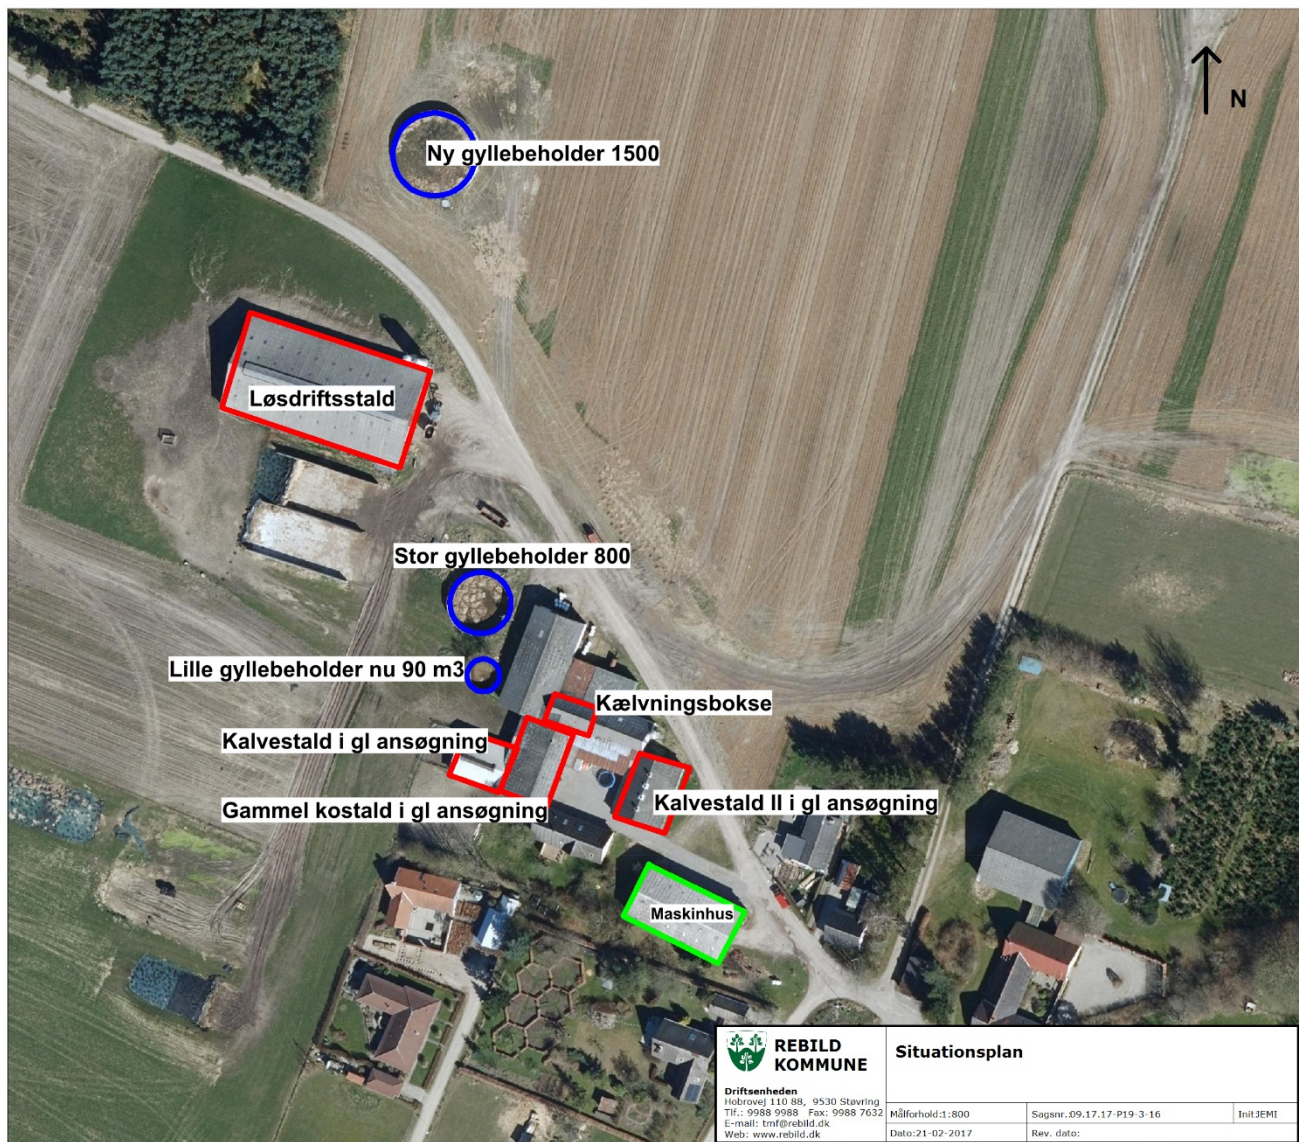 N
Ny gyllebeholder 1500
Løsdriftsstald
Stor gyllebeholder 800
Lille gyllebeholder nu 90 m3
Kælvningsbokse
Kalvestald i gl ansøgning
Gammel kostald i gl ansøgning
Kalvestald II i gl ansøgning
Maskinhus
REBILD
KOMMUNE
Driftsenheden
Hobrovej 110 88, 9530 Støvring
Tlf.: 9988 9988 Fax: 9988 7632
E-mail: tmf@rebild.dk
Web: www.rebild.dk
Situationsplan
Målforhold:1:800
Sagsnr.:09.17.17-P19-3-16
Init:JEMI
Dato:21-02-2017
Rev. dato: